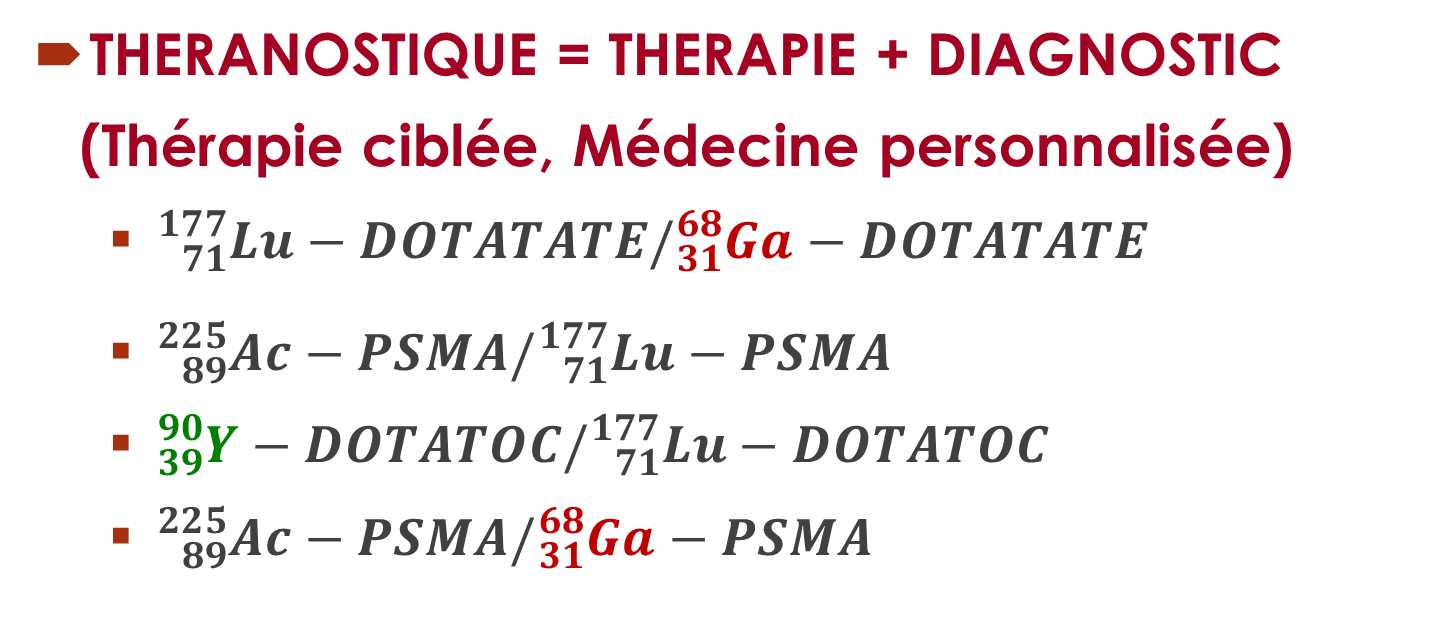 THERANOSTIQUE = THERAPIE + DIAGNOSTIC
(Thérapie ciblée, Médecine personnalisée)
¹⁷⁷₇₁Lu − DOTATATE/⁶⁸₃₁Ga − DOTATATE
²²⁵₈₉Ac − PSMA/¹⁷⁷₇₁Lu − PSMA
⁹⁰₃₉Y − DOTATOC/¹⁷⁷₇₁Lu − DOTATOC
²²⁵₈₉Ac − PSMA/⁶⁸₃₁Ga − PSMA